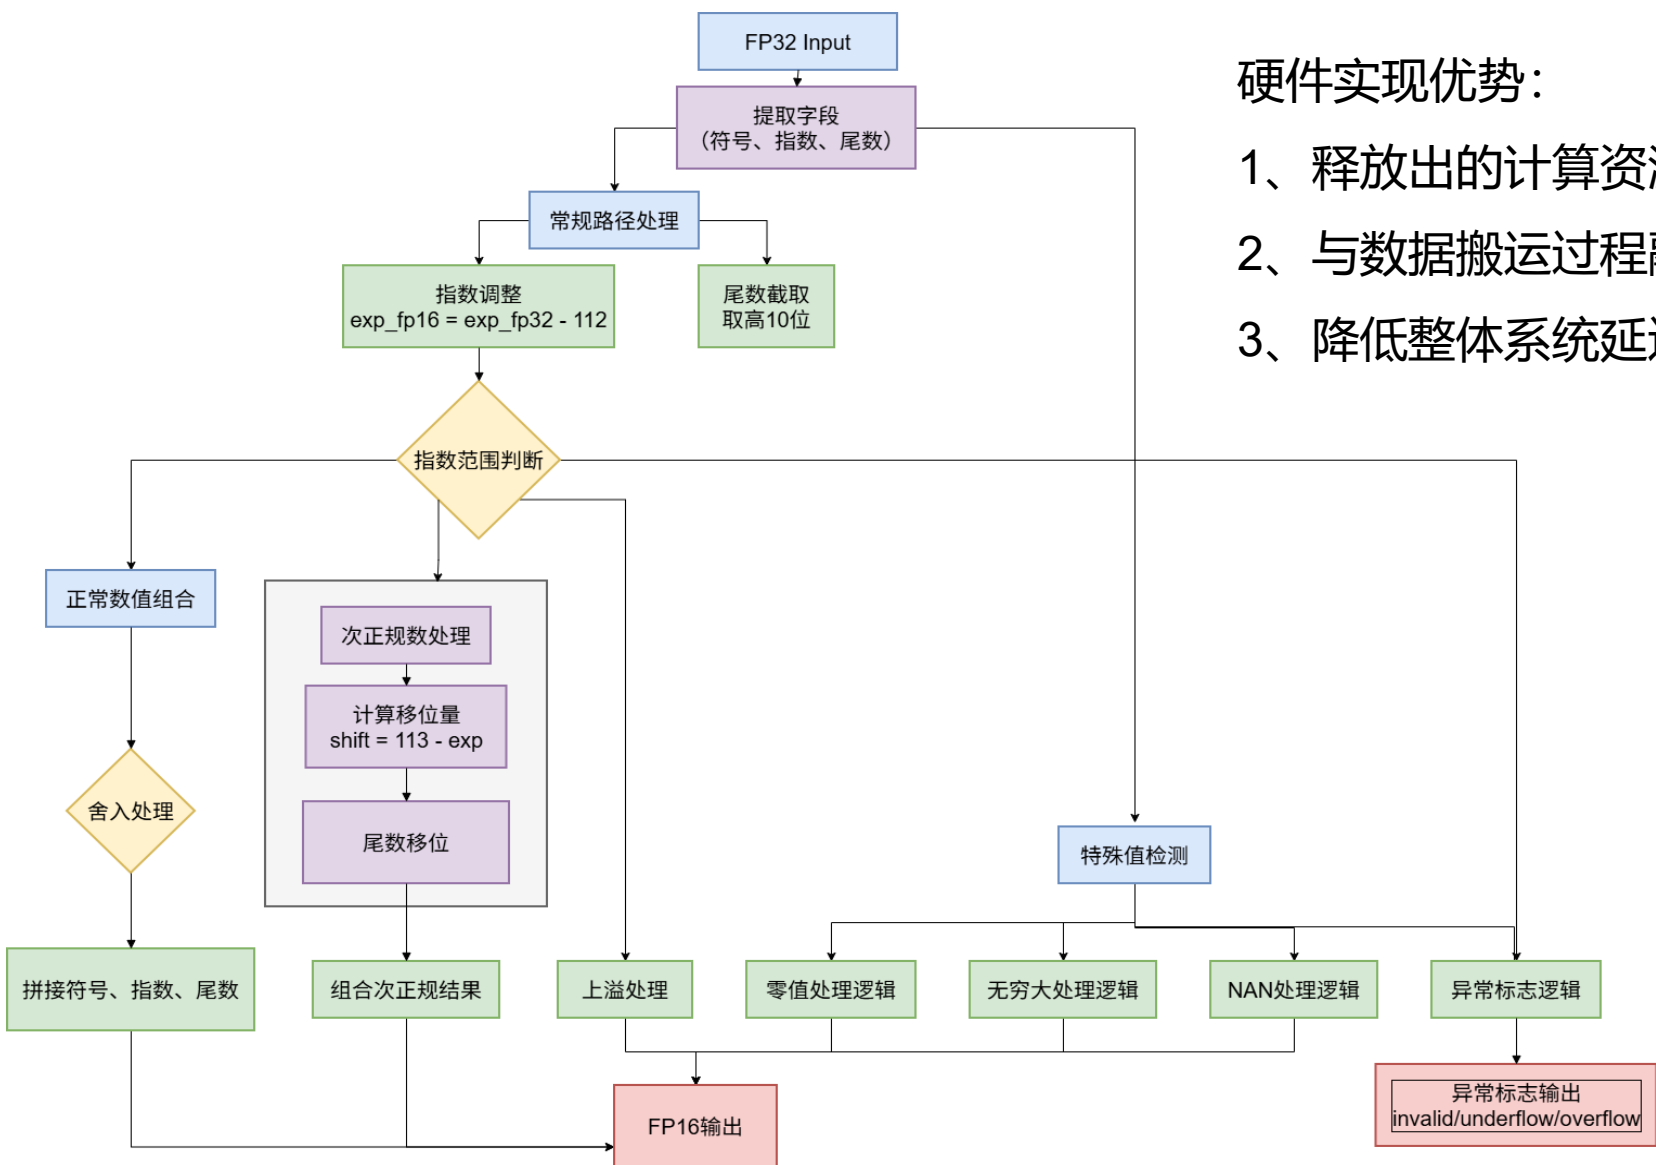 FP32 Input
提取字段
（符号、指数、尾数）
常规路径处理
指数调整
exp_fp16 = exp_fp32 - 112
尾数截取
取高10位
指数范围判断
正常数值组合
次正规数处理
计算移位量
shift = 113 - exp
尾数移位
舍入处理
特殊值检测
拼接符号、指数、尾数
组合次正规结果
上溢处理
零值处理逻辑
无穷大处理逻辑
NAN处理逻辑
异常标志逻辑
FP16输出
异常标志输出
invalid/underflow/overflow
硬件实现优势：
1、释放出的计算资
2、与数据搬运过程
3、降低整体系统延